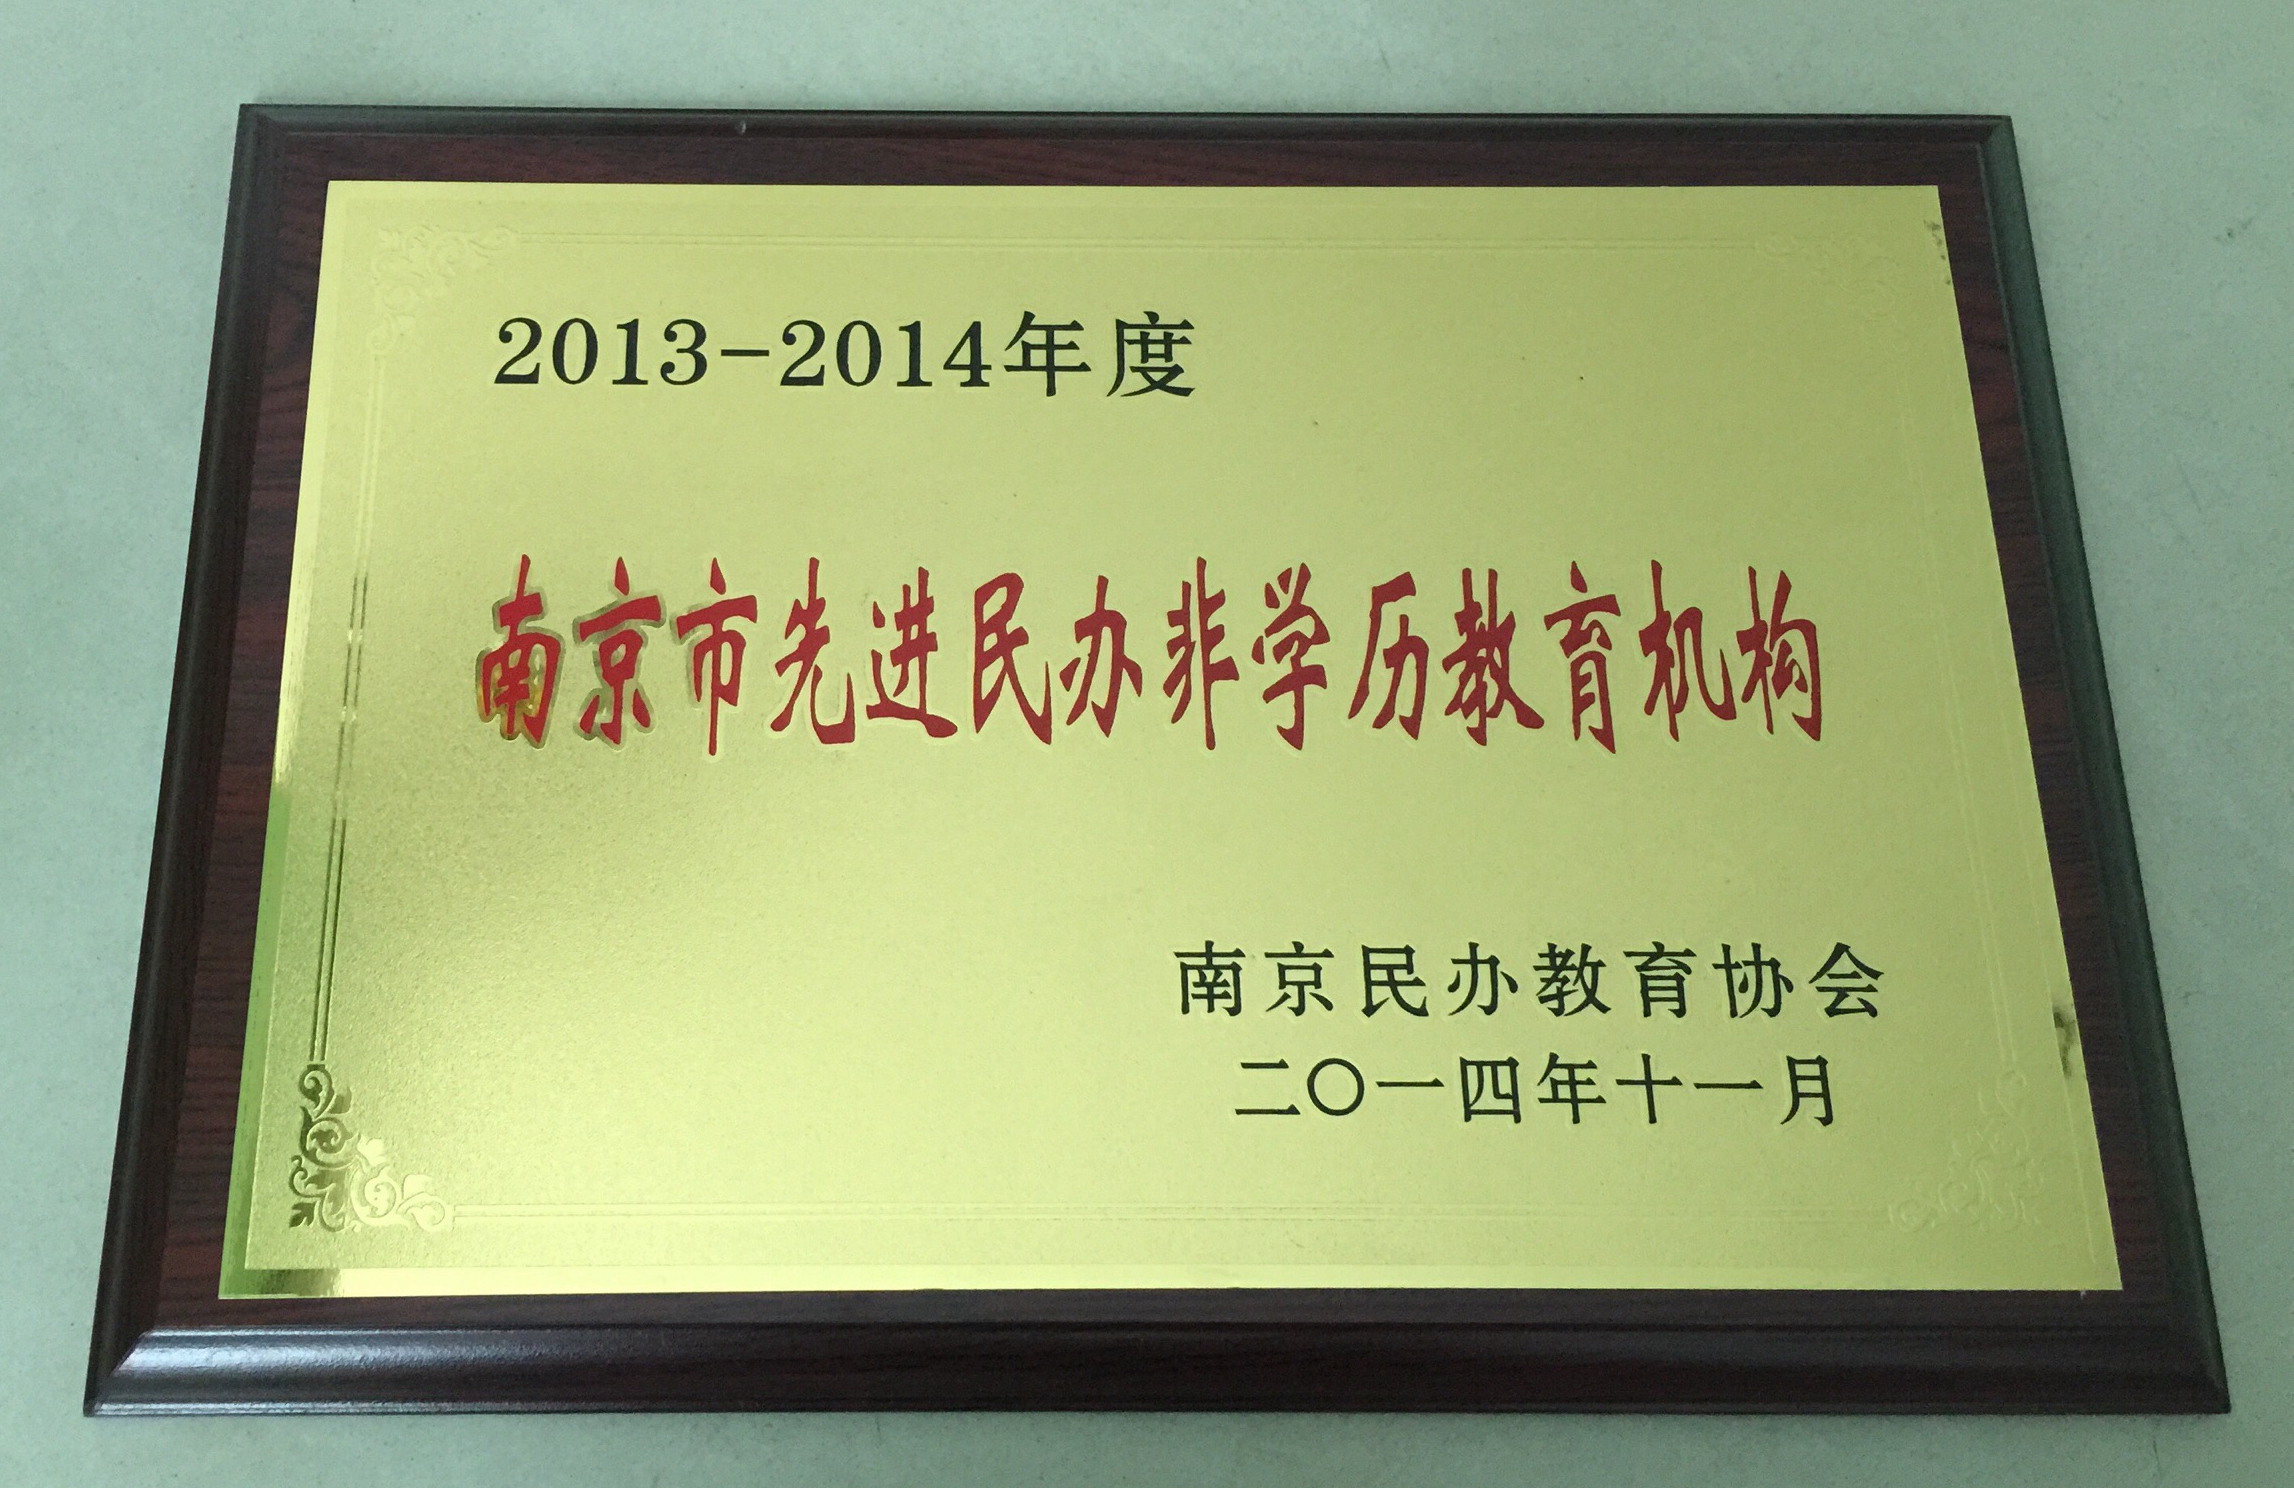 2013-2014年度
南京市先进民办非学历教育机构
南京民办教育协会
二〇一四年十一月